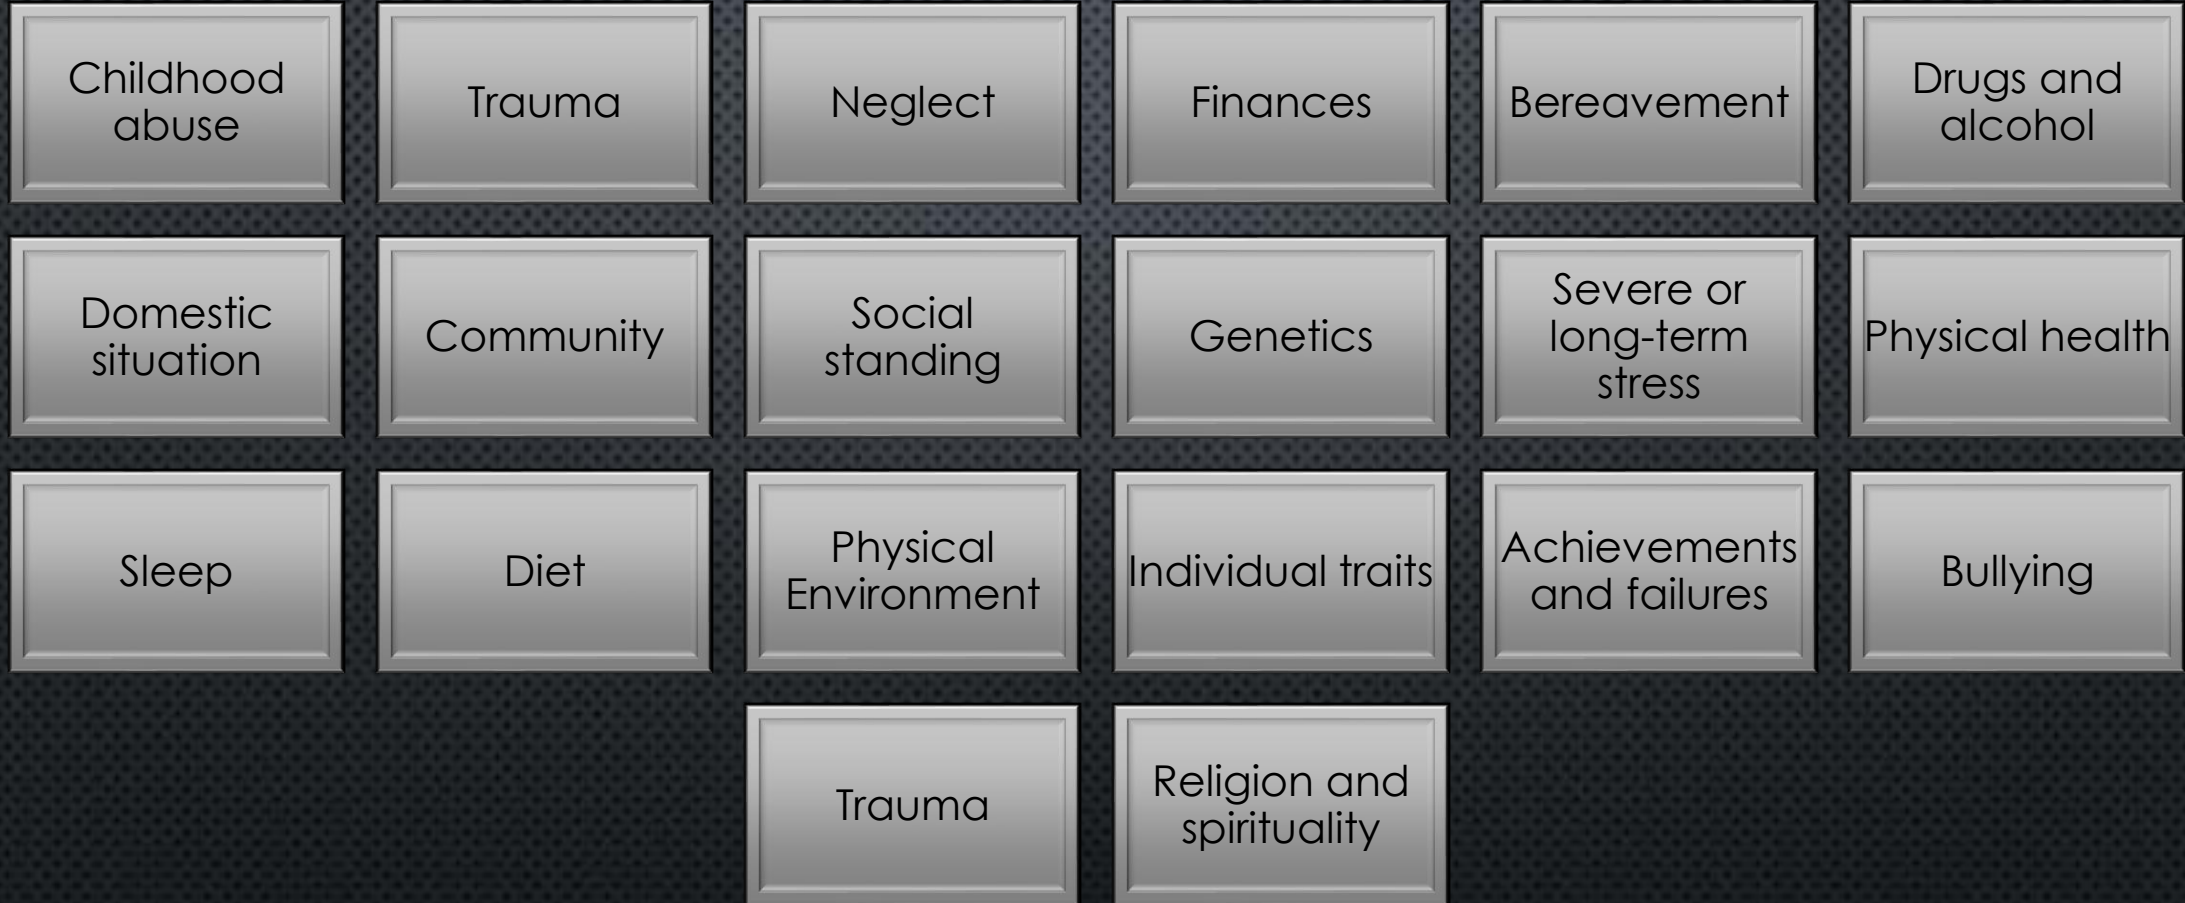 Childhood
abuse
Trauma
Neglect
Finances
Bereavement
Drugs and
alcohol
Domestic
situation
Community
Social
standing
Genetics
Severe or
long-term
stress
Physical health
Sleep
Diet
Physical
Environment
Individual traits
Achievements
and failures
Bullying
Trauma
Religion and
spirituality